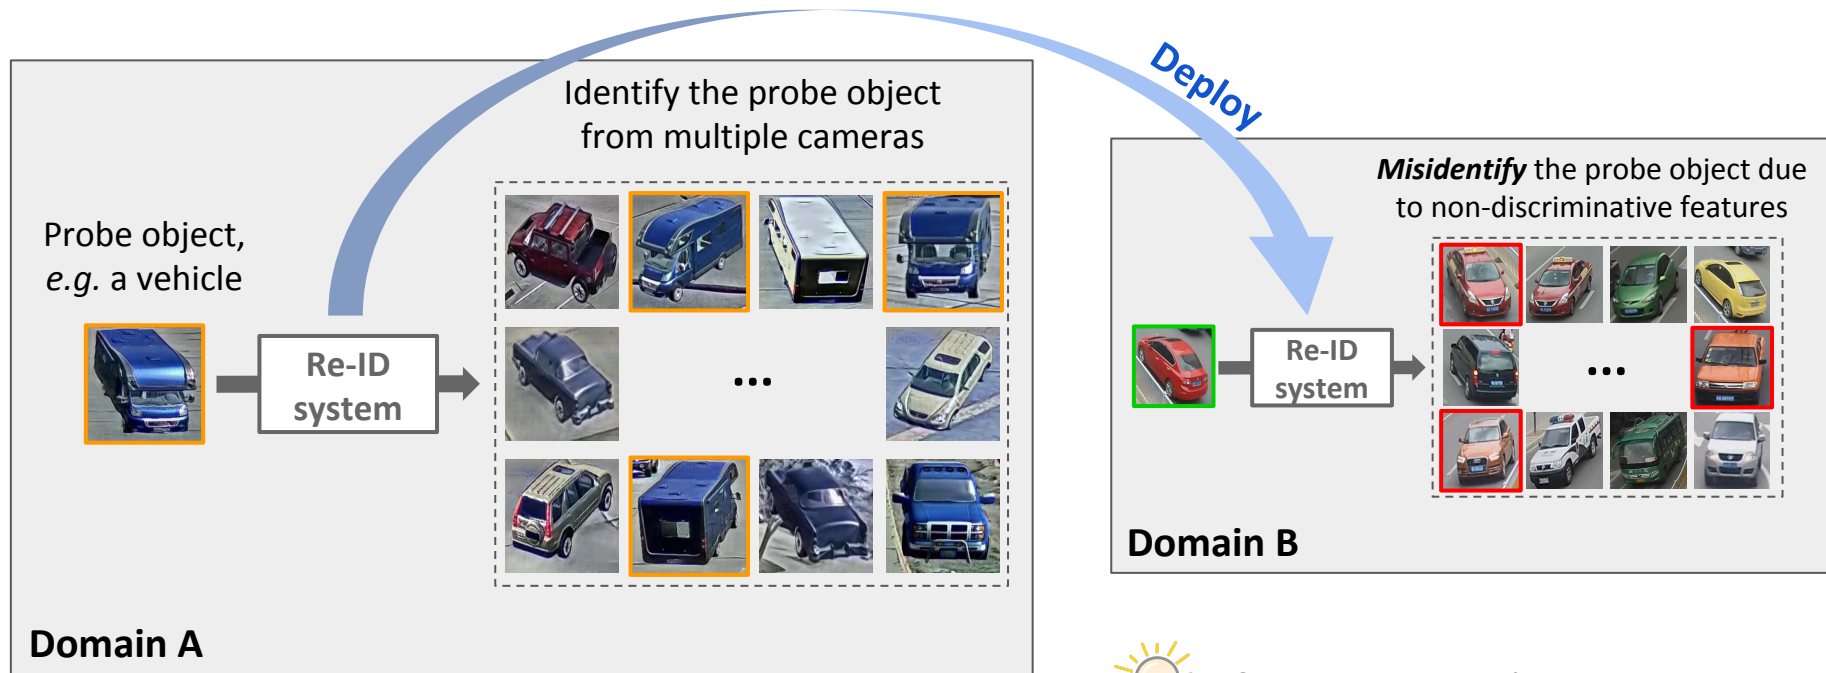 Deploy
Identify the probe object
from multiple cameras
Probe object,
e.g. a vehicle
Re-ID
system
...
Domain A
Misidentify the probe object due
to non-discriminative features
Re-ID
system
...
Domain B